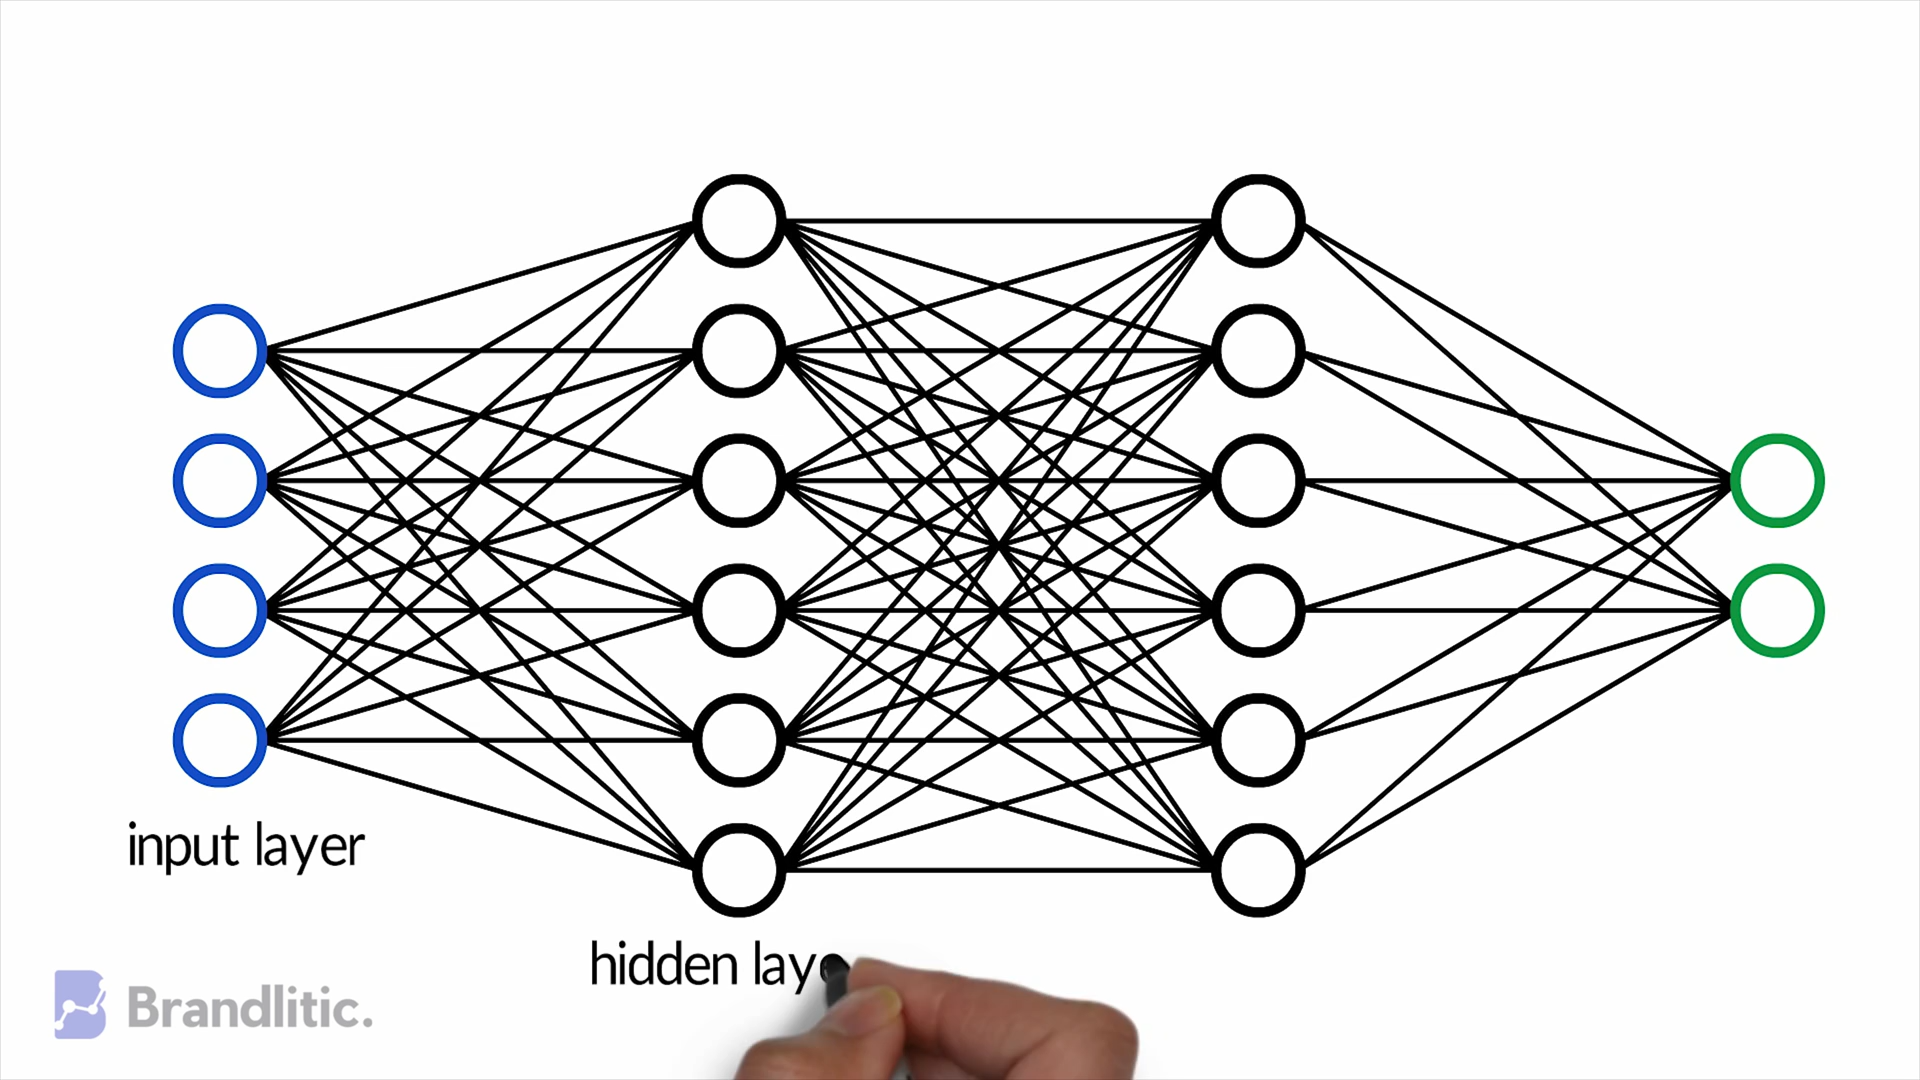 input layer
hidden lay
Brandlitic.